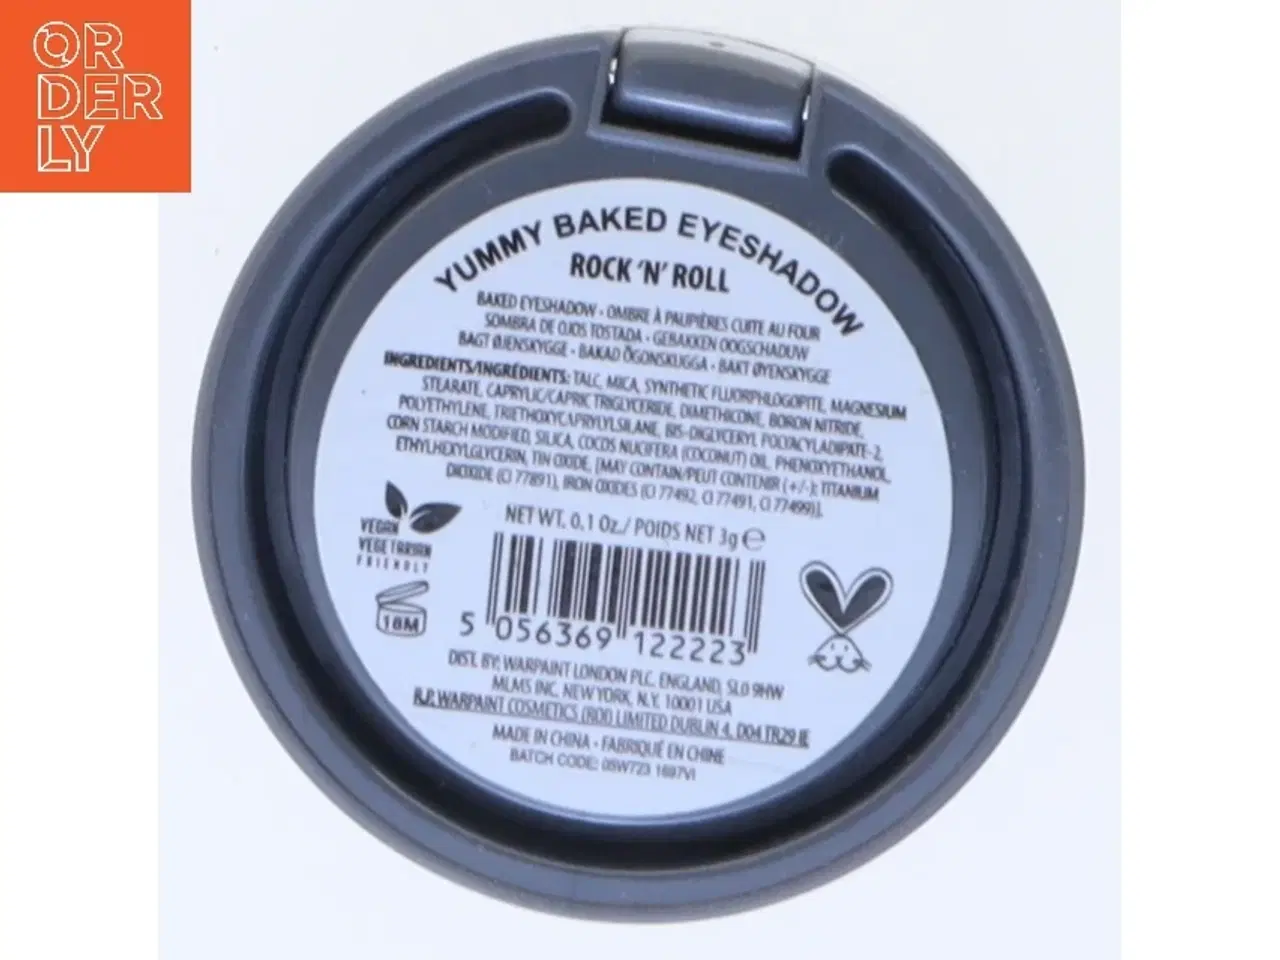 ORDERLY
YUMMY BAKED EYESHADOW
ROCK 'N' ROLL
BAKED EYESHADOW • OMBRE À PAUPIÈRES CUITE AU FOUR
SOMBRA DE OJOS TOSTADA • GEBAKKEN OOGSCHADUW
BAGT ØJENSKYGGE • BAKAD ÖGONSKUGGA • BAKT ØYENSKYGGE
INGREDIENTS/INGRÉDIENTS: TALC, MICA, SYNTHETIC FLUORPHLOGOPITE, MAGNESIUM
STEARATE, CAPRYLIC/CAPRIC TRIGLYCERIDE, DIMETHICONE, BORON NITRIDE,
POLYETHYLENE, TRIETHOXYCAPRYLYLSILANE, BIS-DIGLYCERYL POLYACYLADIPATE-2,
CORN STARCH MODIFIED, SILICA, COCOS NUCIFERA (COCONUT) OIL, PHENOXYETHANOL,
ETHYLHEXYLGLYCERIN, TIN OXIDE, [MAY CONTAIN/PEUT CONTENIR (+/-): TITANIUM
DIOXIDE (CI 77891), IRON OXIDES (CI 77492, CI 77491, CI 77499)].
NET WT. 0.1 Oz./ POIDS NET 3g ℮
VEGAN
VEGETARIAN
FRIENDLY
18M
5 056369 122223
DIST. BY: WARPAINT LONDON PLC. ENGLAND, SL0 9HW
MLMS INC, NEW YORK, N.Y. 10001 USA
R.P. WARPAINT COSMETICS (ROI) LIMITED DUBLIN 4, D04 TR29 IE
MADE IN CHINA • FABRIQUÉ EN CHINE
BATCH CODE: 05W723 1697VI